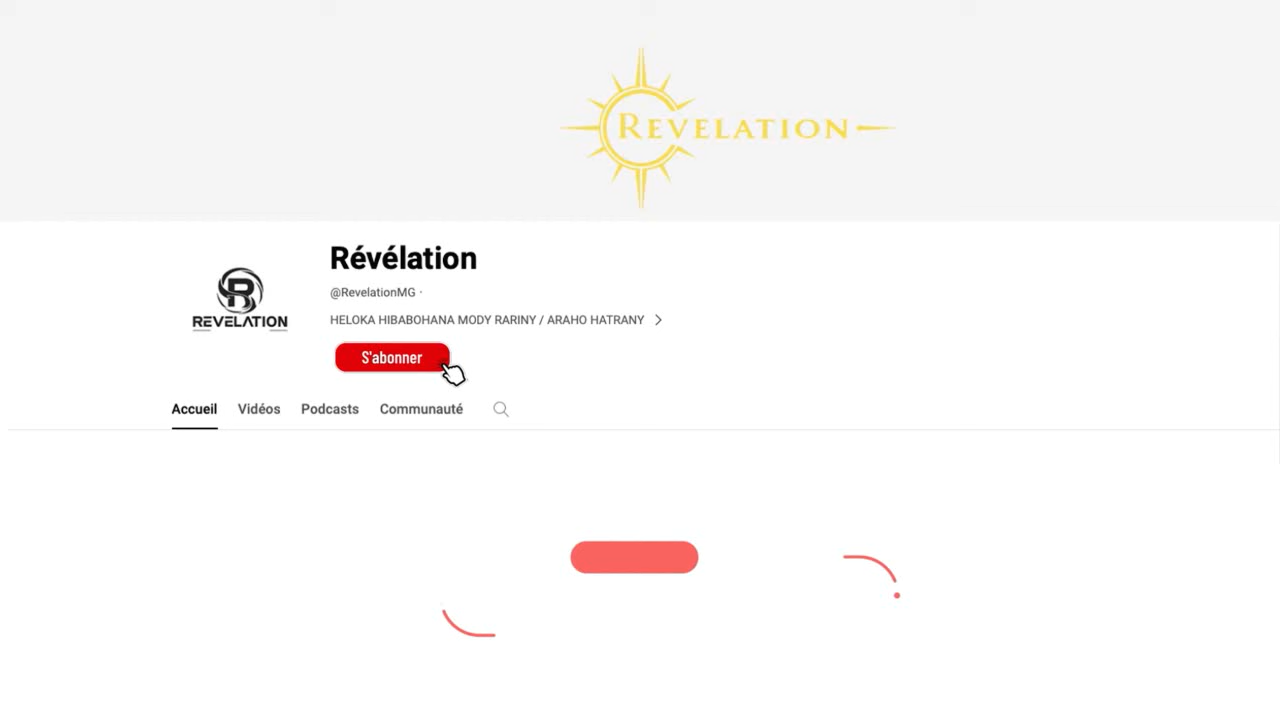 REVELATION
Révélation
@RevelationMG ·
HELOKA HIBABOHANA MODY RARINY / ARAHO HATRANY
REVELATION
S'abonner
Accueil Vidéos Podcasts Communauté